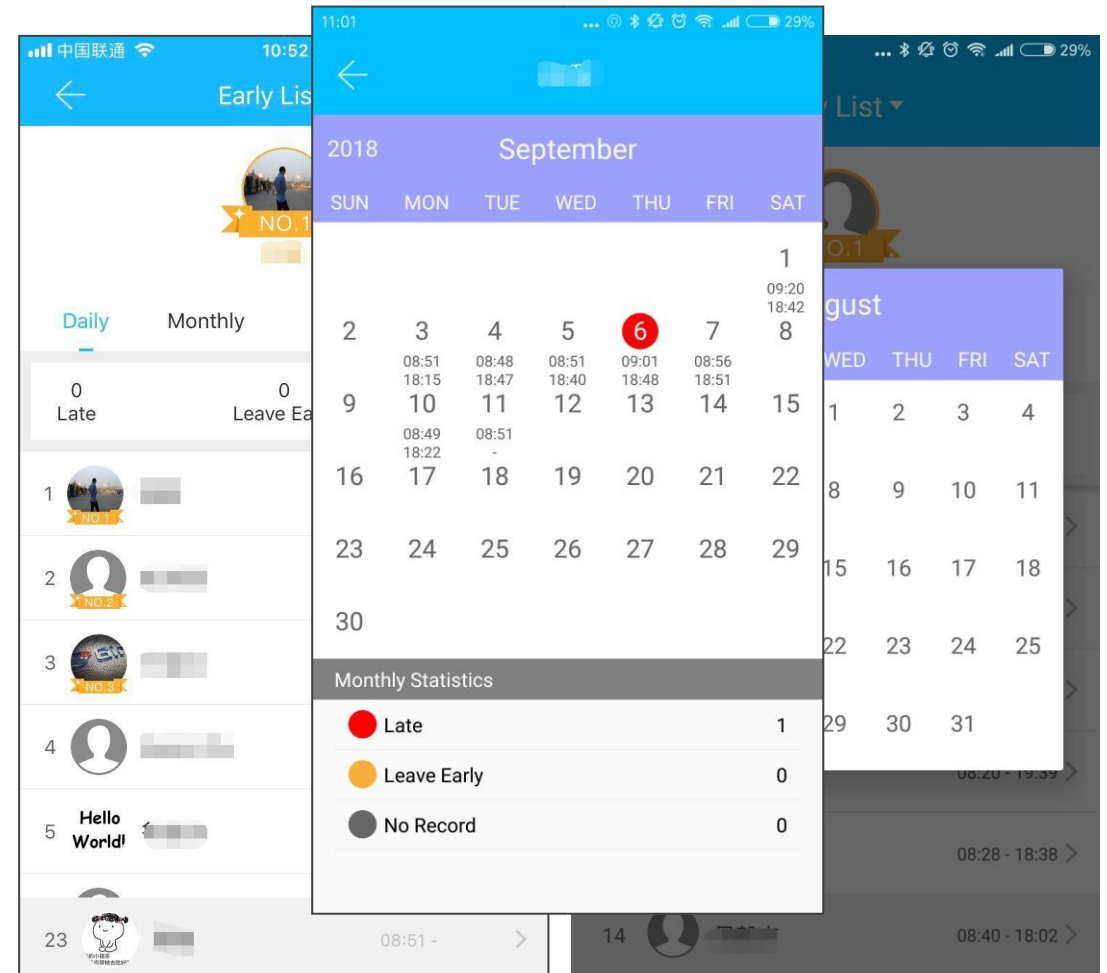 中国联通 10:52
Early Lis
NO.1
Daily Monthly
0 0
Late Leave Ea
1 NO.1
2 NO.2
3 NO.3
4
5 Hello World!
23 08:51 -
11:01 ... 29%
2018 September
SUN MON TUE WED THU FRI SAT
1
09:20
18:42
2 3 4 5 6 7 8
08:51 08:48 08:51 09:01 08:56
18:15 18:47 18:40 18:48 18:51
9 10 11 12 13 14 15
08:49 08:51
18:22 -
16 17 18 19 20 21 22
23 24 25 26 27 28 29
30
Monthly Statistics
Late 1
Leave Early 0
No Record 0
... 29%
List
O.1
gust
WED THU FRI SAT
1 2 3 4
8 9 10 11
15 16 17 18
22 23 24 25
29 30 31
08:20 - 19:39
08:28 - 18:38
14 08:40 - 18:02